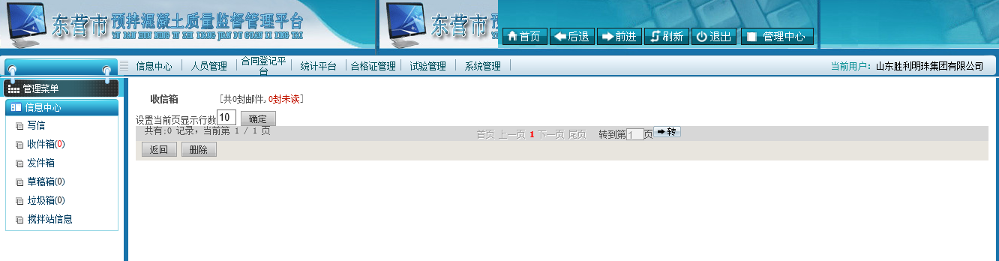 东营市 预拌混凝土质量监督管理平台
YU BAN HUN NING TU ZHI LIANG JIAN DU GUAN LI PING TAI
东营市
首页 后退 前进 刷新 退出 管理中心
信息中心 人员管理 合同登记平台 统计平台 合格证管理 试验管理 系统管理 当前用户: 山东胜利明珠集团有限公司
管理菜单
信息中心
写信
收件箱(0)
发件箱
草稿箱(0)
垃圾箱(0)
搅拌站信息
收信箱 [共0封邮件,0封未读]
设置当前页显示行数 10 确定
共有:0 记录，当前第 1 / 1 页 首页 上一页 1 下一页 尾页 转到第1页 转
返回 删除